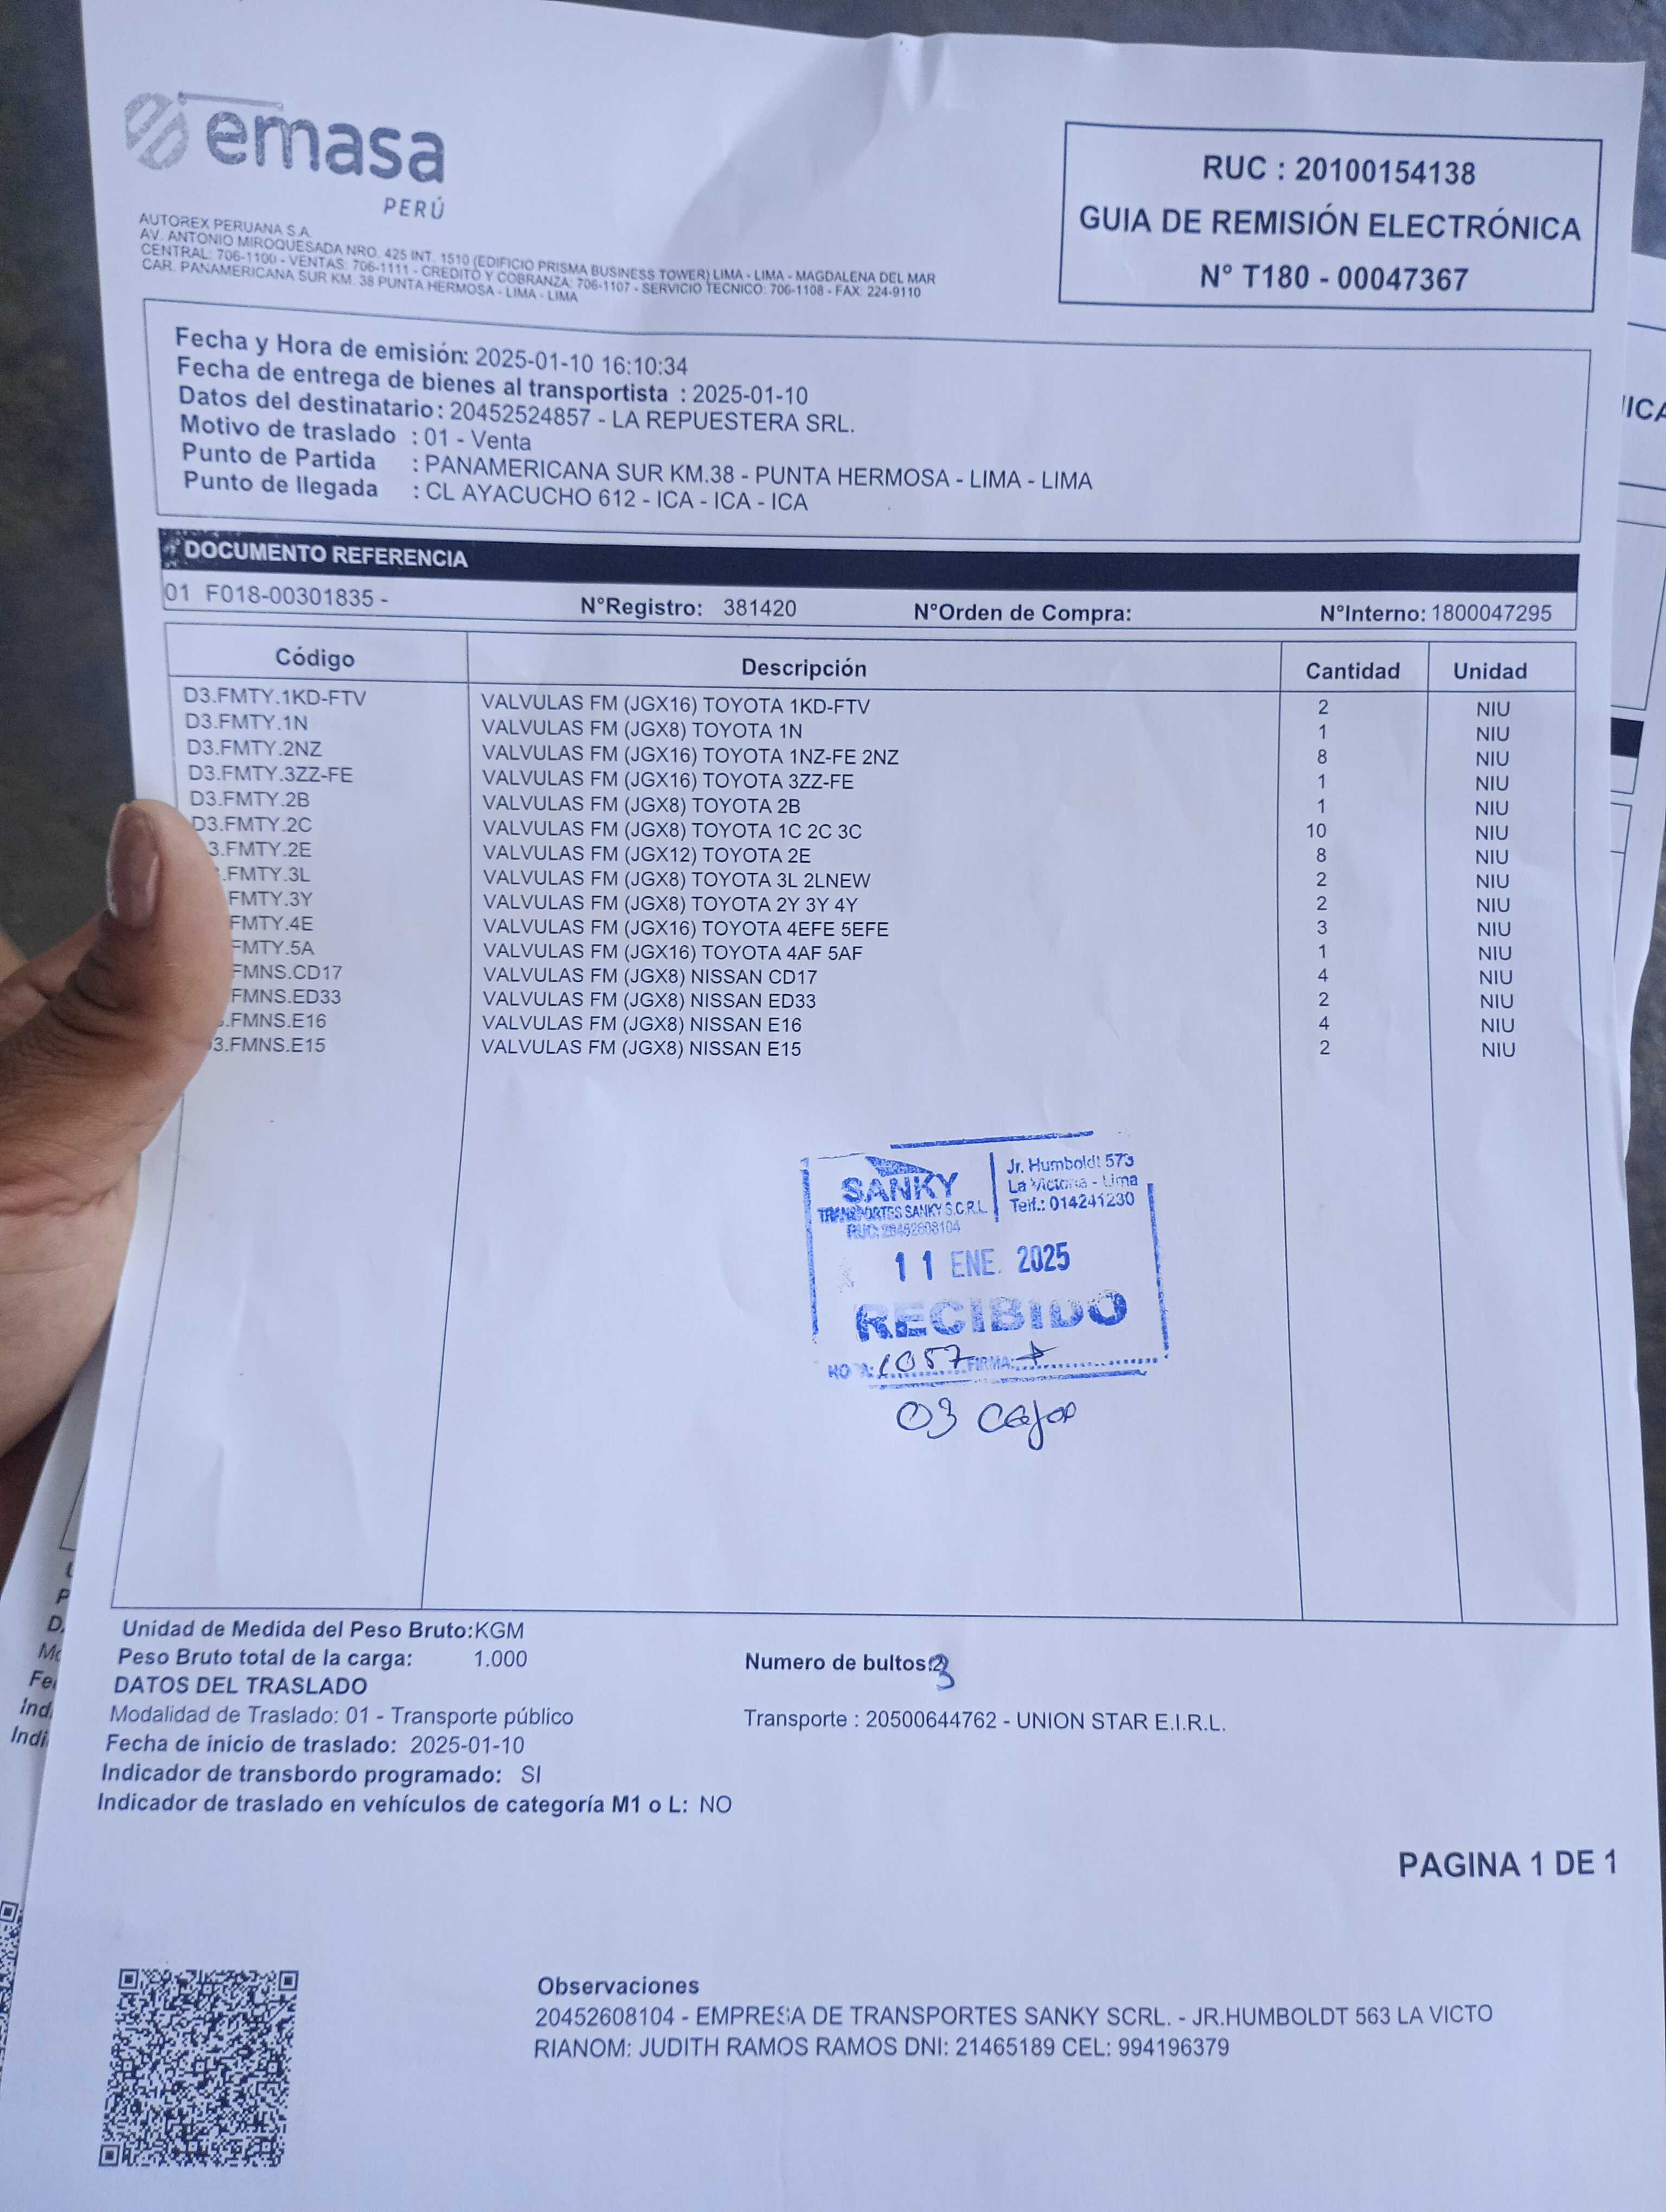 emasa
PERÚ
AUTOREX PERUANA S.A.
AV. ANTONIO MIROQUESADA NRO. 425 INT. 1510 (EDIFICIO PRISMA BUSINESS TOWER) LIMA - LIMA - MAGDALENA DEL MAR
CENTRAL: 706-1100 - VENTAS: 706-1111 - CREDITO Y COBRANZA: 706-1107 - SERVICIO TECNICO: 706-1108 - FAX: 224-9110
CAR. PANAMERICANA SUR KM. 38 PUNTA HERMOSA - LIMA - LIMA
RUC : 20100154138
GUIA DE REMISIÓN ELECTRÓNICA
N° T180 - 00047367
Fecha y Hora de emisión: 2025-01-10 16:10:34
Fecha de entrega de bienes al transportista : 2025-01-10
Datos del destinatario: 20452524857 - LA REPUESTERA SRL.
Motivo de traslado : 01 - Venta
Punto de Partida : PANAMERICANA SUR KM.38 - PUNTA HERMOSA - LIMA - LIMA
Punto de llegada : CL AYACUCHO 612 - ICA - ICA - ICA
DOCUMENTO REFERENCIA
01 F018-00301835 - N°Registro: 381420 N°Orden de Compra: N°Interno: 1800047295
Código Descripción Cantidad Unidad
D3.FMTY.1KD-FTV VALVULAS FM (JGX16) TOYOTA 1KD-FTV 2 NIU
D3.FMTY.1N VALVULAS FM (JGX8) TOYOTA 1N 1 NIU
D3.FMTY.2NZ VALVULAS FM (JGX16) TOYOTA 1NZ-FE 2NZ 8 NIU
D3.FMTY.3ZZ-FE VALVULAS FM (JGX16) TOYOTA 3ZZ-FE 1 NIU
D3.FMTY.2B VALVULAS FM (JGX8) TOYOTA 2B 1 NIU
D3.FMTY.2C VALVULAS FM (JGX8) TOYOTA 1C 2C 3C 10 NIU
3.FMTY.2E VALVULAS FM (JGX12) TOYOTA 2E 8 NIU
.FMTY.3L VALVULAS FM (JGX8) TOYOTA 3L 2LNEW 2 NIU
FMTY.3Y VALVULAS FM (JGX8) TOYOTA 2Y 3Y 4Y 2 NIU
FMTY.4E VALVULAS FM (JGX16) TOYOTA 4EFE 5EFE 3 NIU
FMTY.5A VALVULAS FM (JGX16) TOYOTA 4AF 5AF 1 NIU
FMNS.CD17 VALVULAS FM (JGX8) NISSAN CD17 4 NIU
FMNS.ED33 VALVULAS FM (JGX8) NISSAN ED33 2 NIU
.FMNS.E16 VALVULAS FM (JGX8) NISSAN E16 4 NIU
3.FMNS.E15 VALVULAS FM (JGX8) NISSAN E15 2 NIU
SANKY
TRANSPORTES SANKY S.C.R.L.
RUC: 20452608104
Jr. Humboldt 573
La Victoria - Lima
Telf.: 014241230
11 ENE. 2025
RECIBIDO
HORA: 1057 FIRMA:
03 cajas
Unidad de Medida del Peso Bruto:KGM
Peso Bruto total de la carga: 1.000
Numero de bultos: 3
DATOS DEL TRASLADO
Modalidad de Traslado: 01 - Transporte público
Transporte : 20500644762 - UNION STAR E.I.R.L.
Fecha de inicio de traslado: 2025-01-10
Indicador de transbordo programado: SI
Indicador de traslado en vehículos de categoría M1 o L: NO
PAGINA 1 DE 1
Observaciones
20452608104 - EMPRESA DE TRANSPORTES SANKY SCRL. - JR.HUMBOLDT 563 LA VICTO
RIANOM: JUDITH RAMOS RAMOS DNI: 21465189 CEL: 994196379